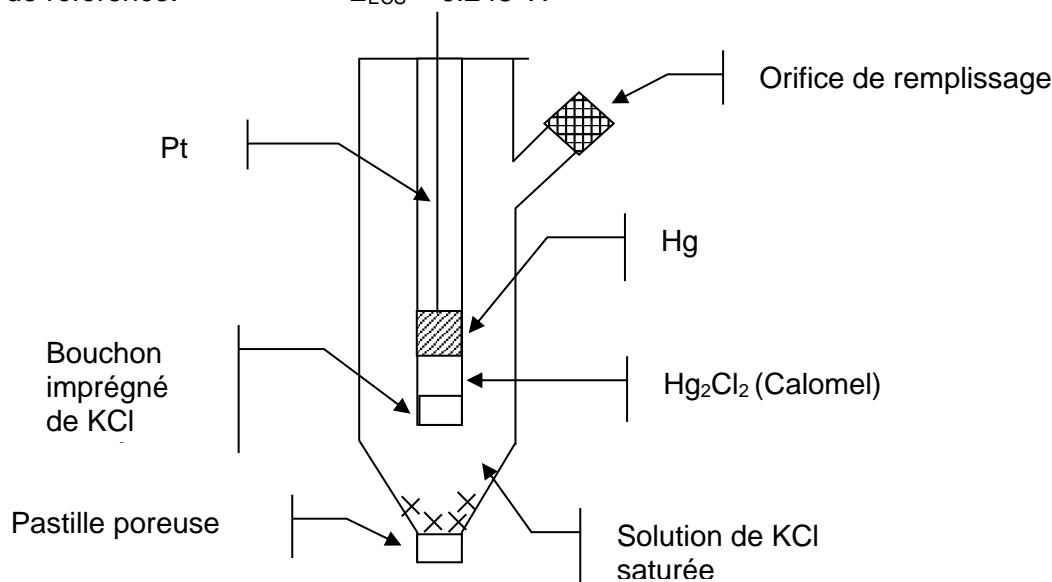 Orifice de remplissage
Pt
Hg
Bouchon
imprégné
de KCl
Hg₂Cl₂ (Calomel)
Pastille poreuse
Solution de KCl
saturée